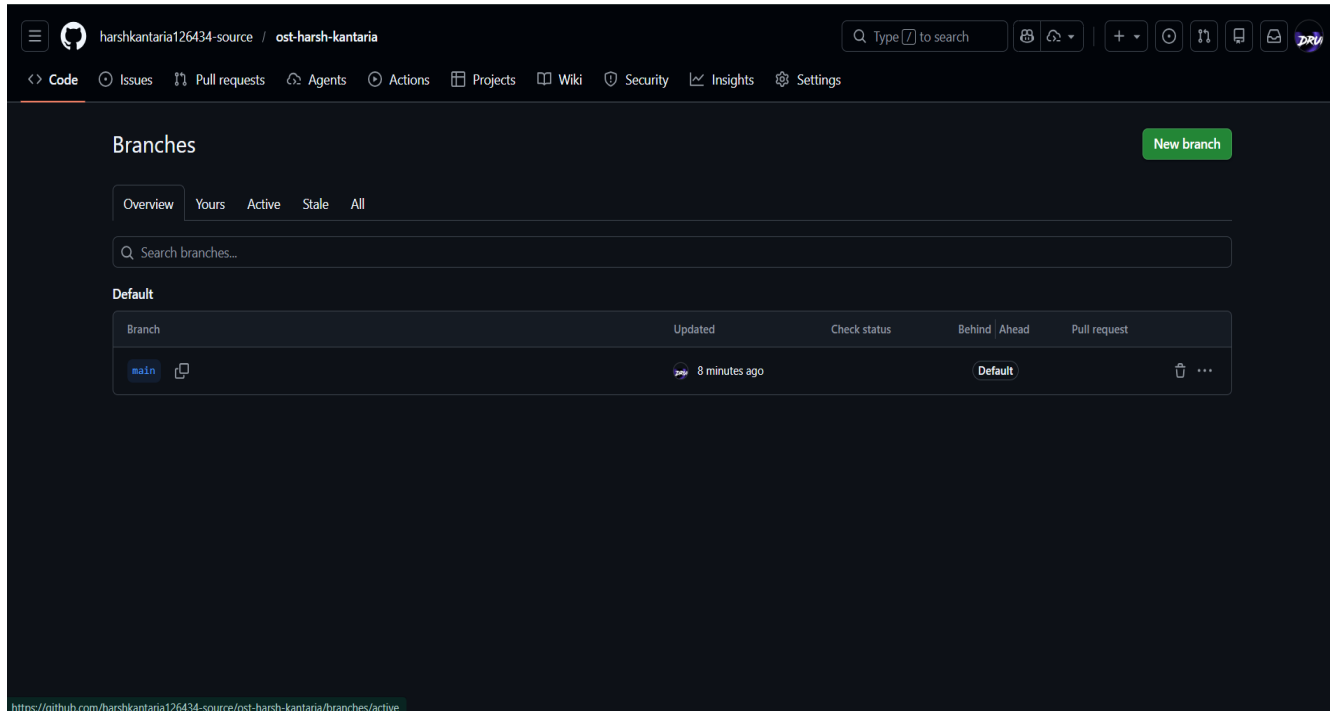 harshkantaria126434-source / ost-harsh-kantaria
Type / to search
Code Issues Pull requests Agents Actions Projects Wiki Security Insights Settings
Branches
New branch
Overview Yours Active Stale All
Search branches...
Default
Branch Updated Check status Behind Ahead Pull request
main 8 minutes ago Default
https://github.com/harshkantaria126434-source/ost-harsh-kantaria/branches/active